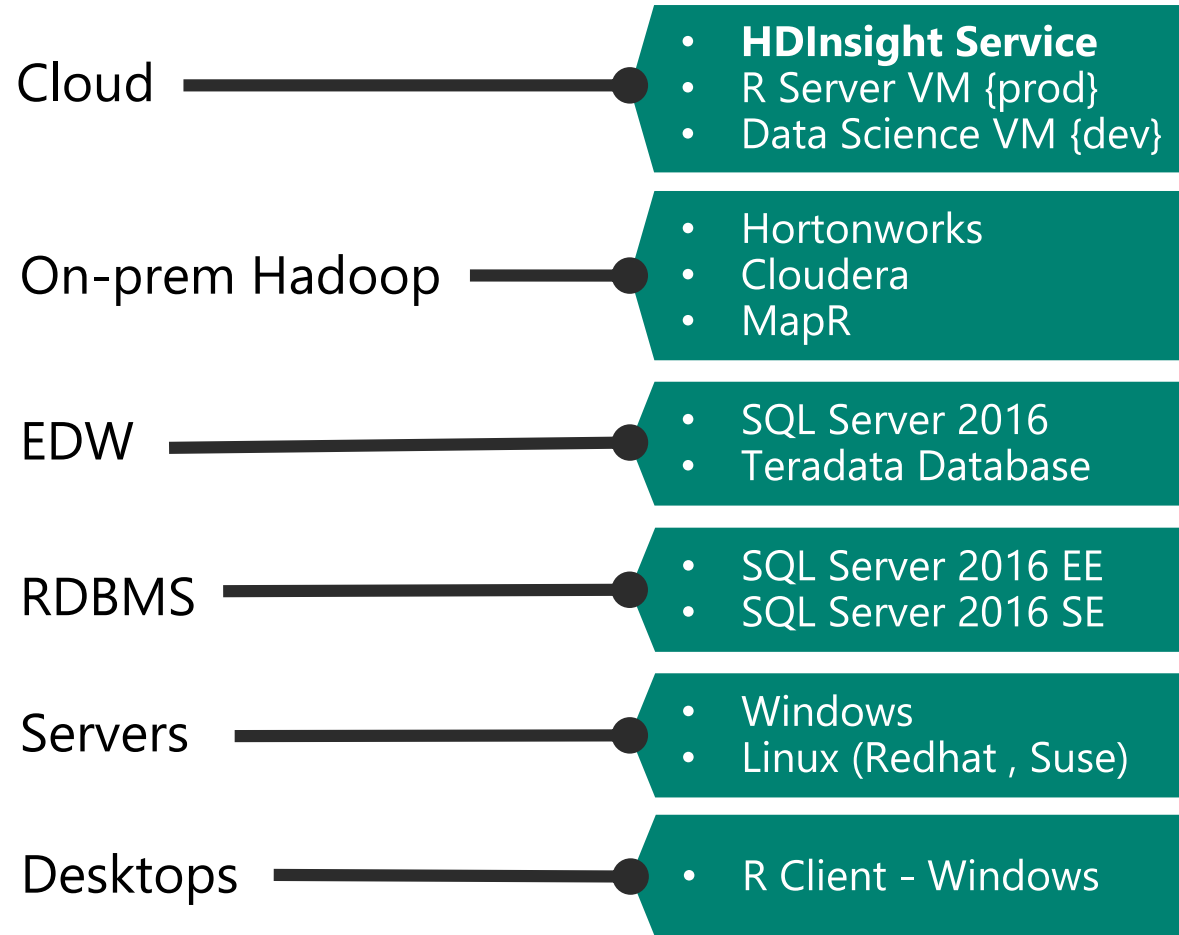 Cloud
• HDInsight Service
• R Server VM {prod}
• Data Science VM {dev}
On-prem Hadoop
• Hortonworks
• Cloudera
• MapR
EDW
• SQL Server 2016
• Teradata Database
RDBMS
• SQL Server 2016 EE
• SQL Server 2016 SE
Servers
• Windows
• Linux (Redhat , Suse)
Desktops
• R Client - Windows